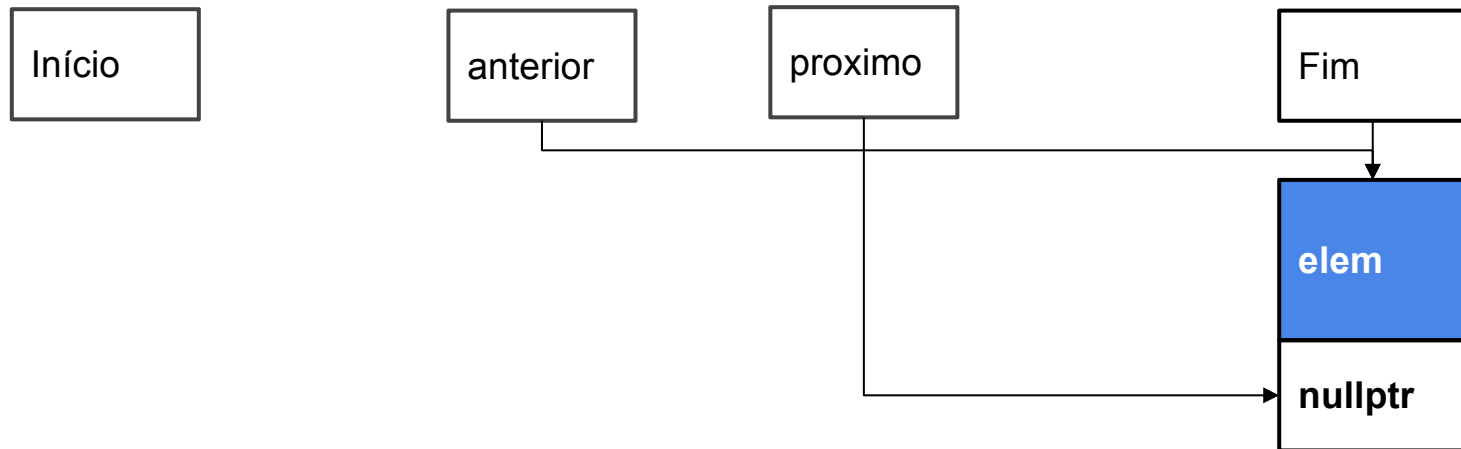 Início
anterior
proximo
Fim
elem
nullptr